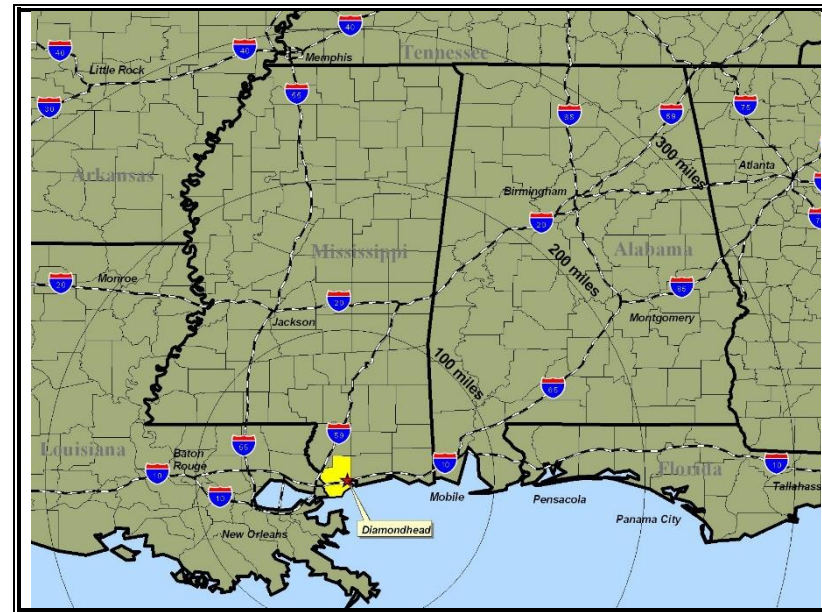 40
40
40
Tennessee
Little Rock
Memphis
55
30
65
59
75
300 miles
Atlanta
Arkansas
Birmingham
20
Mississippi
Alabama
200 miles
Monroe
20
20
85
Jackson
Montgomery
100 miles
65
59
Louisiana
55
Baton
Rouge
10
10
10
Florida
10
Mobile
Pensacola
Tallahass
Panama City
New Orleans
Diamondhead